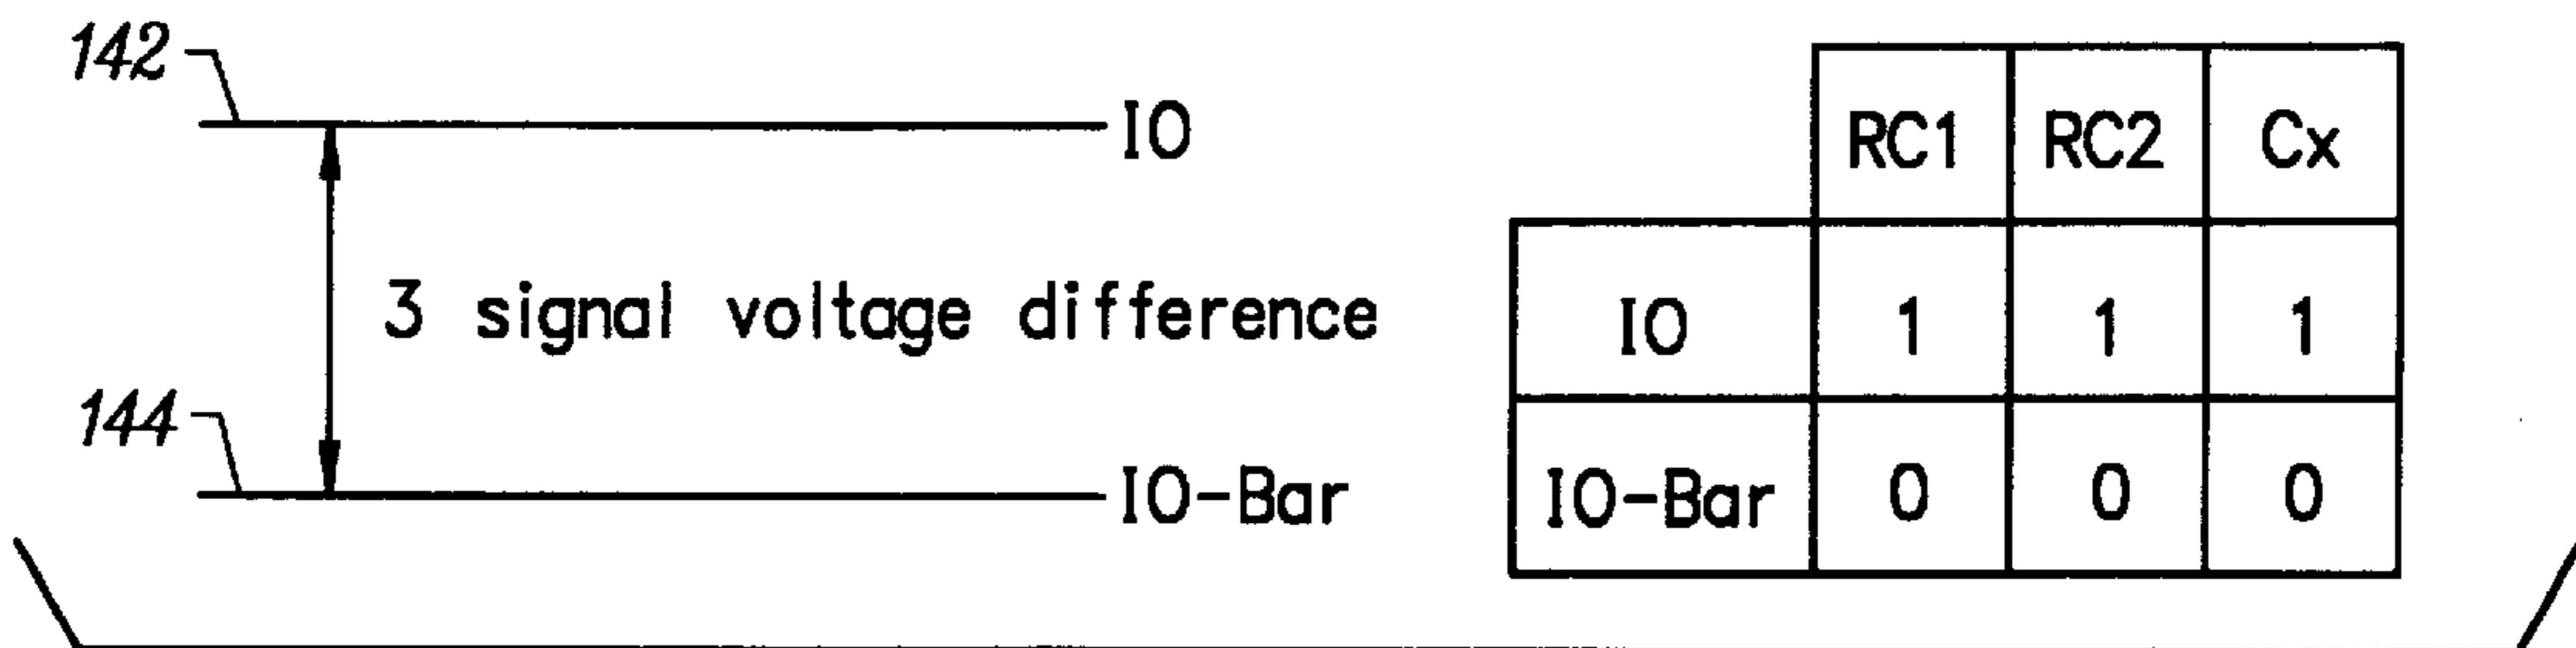 142
IO
3 signal voltage difference
144
IO-Bar
RC1 RC2 Cx
IO 1 1 1
IO-Bar 0 0 0